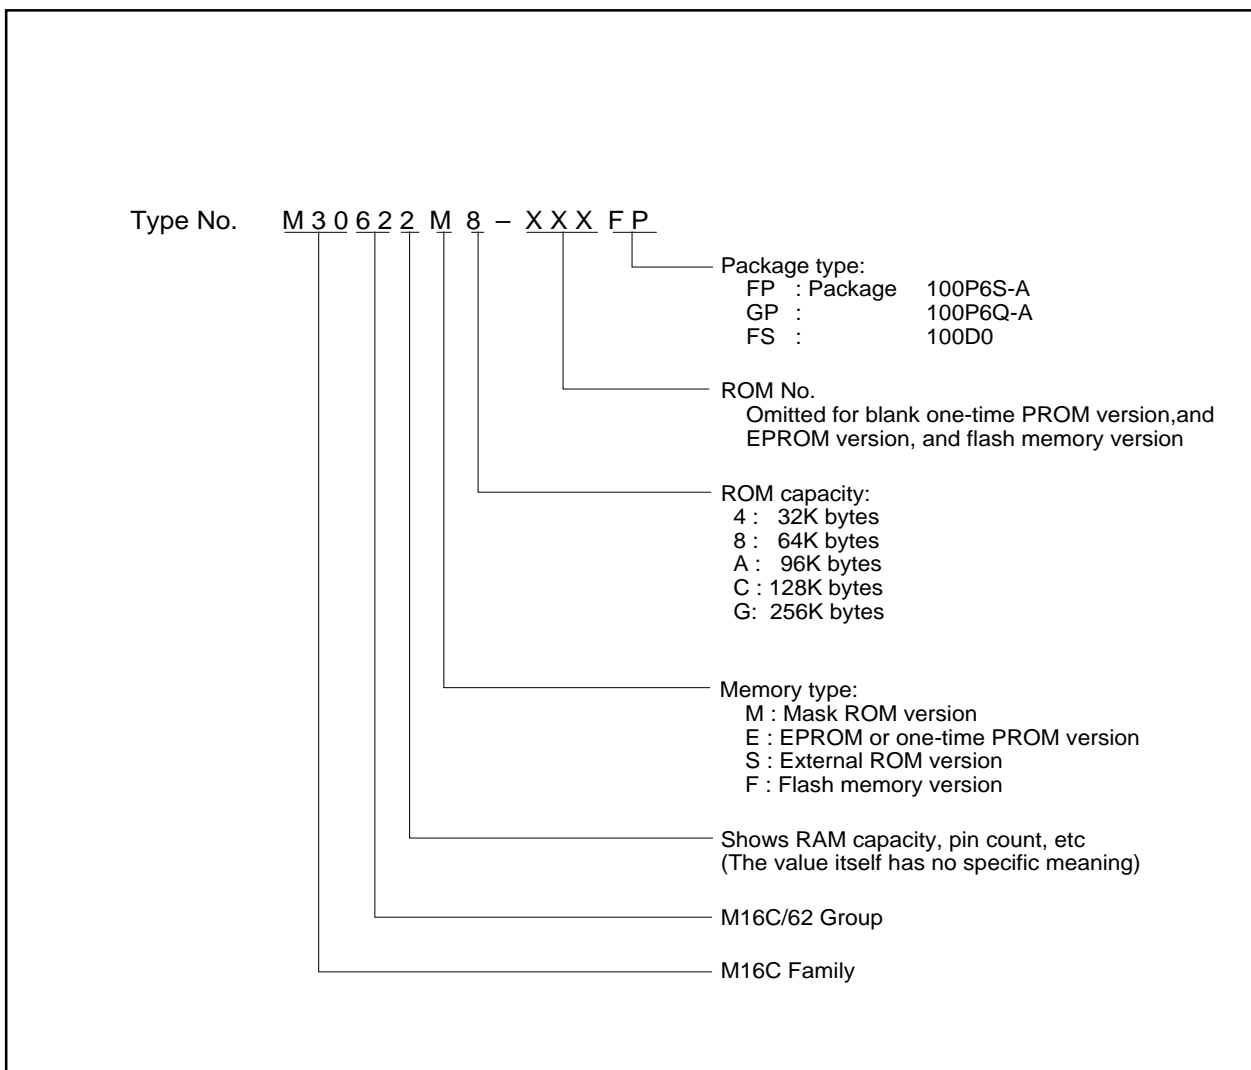 Type No. M 3 0 6 2 2 M 8 – X X X F P
Package type:
FP : Package 100P6S-A
GP : 100P6Q-A
FS : 100D0
ROM No.
Omitted for blank one-time PROM version,and
EPROM version, and flash memory version
ROM capacity:
4 : 32K bytes
8 : 64K bytes
A : 96K bytes
C : 128K bytes
G: 256K bytes
Memory type:
M : Mask ROM version
E : EPROM or one-time PROM version
S : External ROM version
F : Flash memory version
Shows RAM capacity, pin count, etc
(The value itself has no specific meaning)
M16C/62 Group
M16C Family